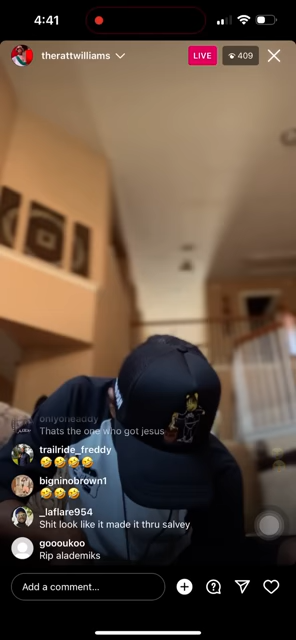 4:41
therattwilliams
LIVE
409
onlyoneaddy
Thats the one who got jesus
trailride_freddy
🤣🤣🤣🤣
bigninobrown1
🤣🤣🤣
_laflare954
Shit look like it made it thru salvey
goooukoo
Rip alademiks
Add a comment...